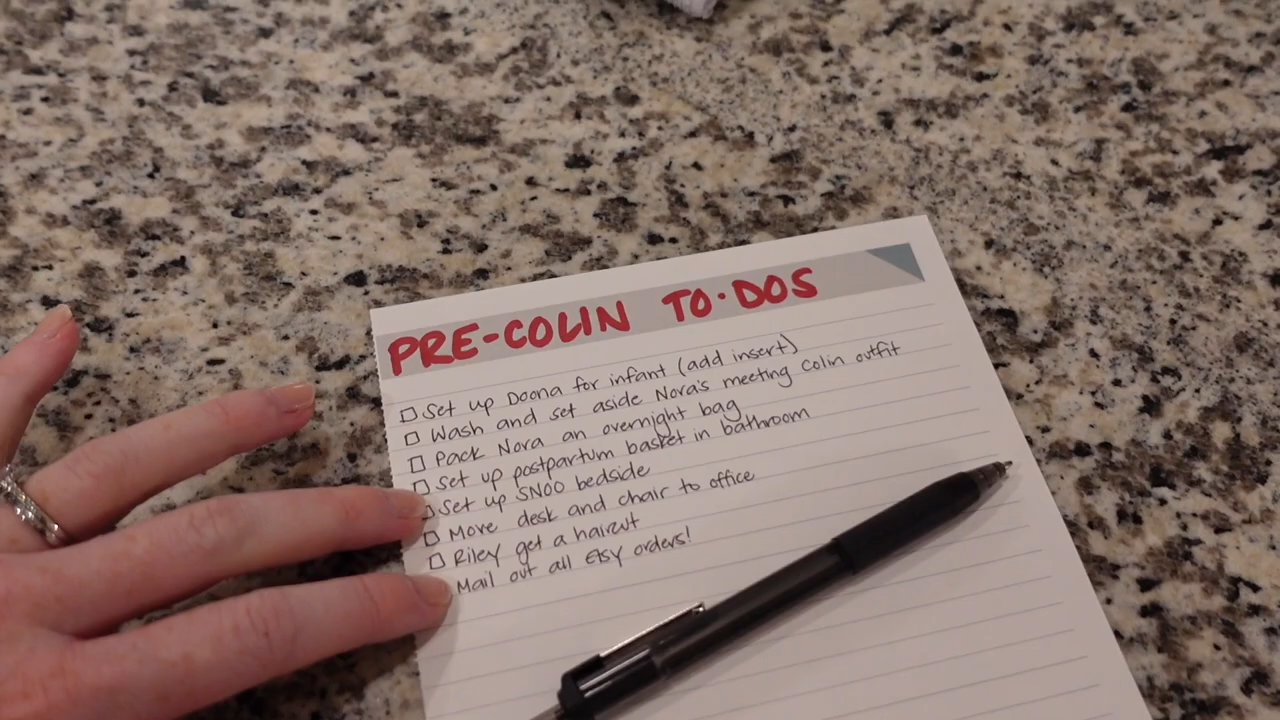 PRE-COLIN TO-DOS
Set up Doona for infant (add insert)
Wash and set aside Nora's meeting Colin outfit
Pack Nora an overnight bag
Set up postpartum basket in bathroom
Set up SNOO bedside
Move desk and chair to office
Riley get a haircut
Mail out all Etsy orders!